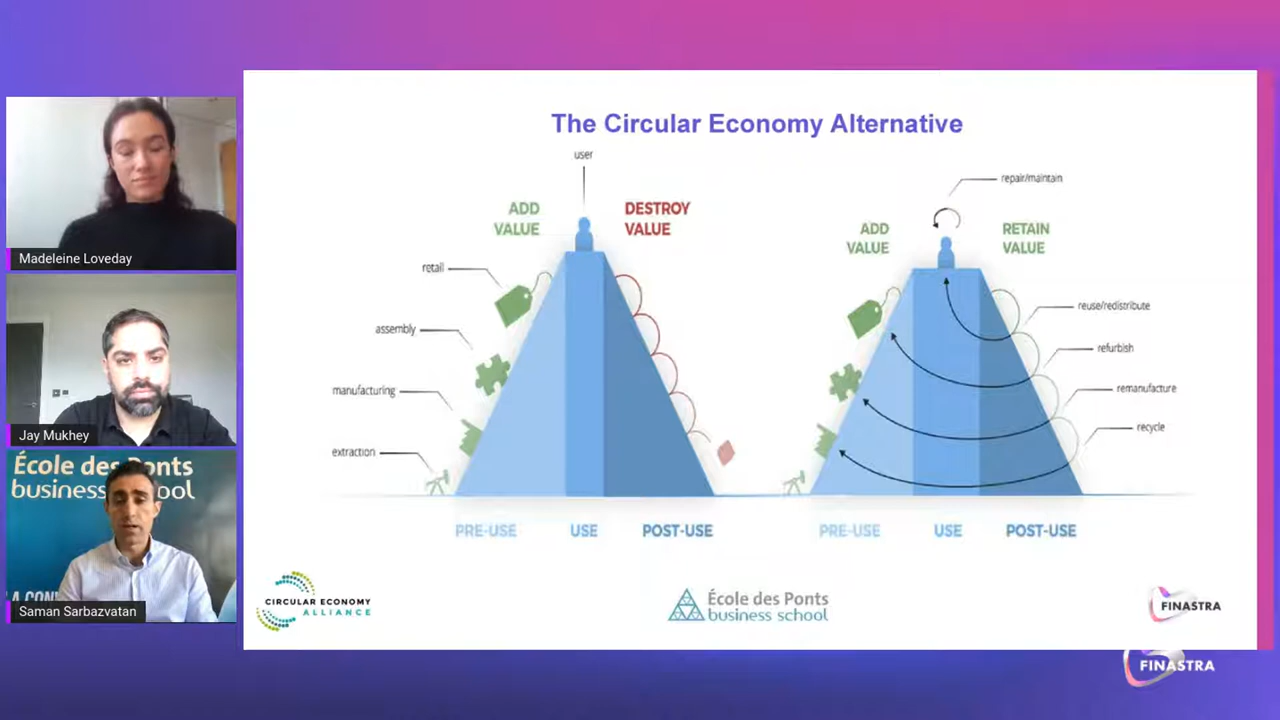 The Circular Economy Alternative
user
ADD
VALUE
DESTROY
VALUE
retail
assembly
manufacturing
extraction
PRE-USE
USE
POST-USE
repair/maintain
ADD
VALUE
RETAIN
VALUE
reuse/redistribute
refurbish
remanufacture
recycle
PRE-USE
USE
POST-USE
CIRCULAR ECONOMY
ALLIANCE
École des Ponts
business school
FINASTRA
FINASTRA
Madeleine Loveday
Jay Mukhey
École des Ponts
business school
Saman Sarbazvatan